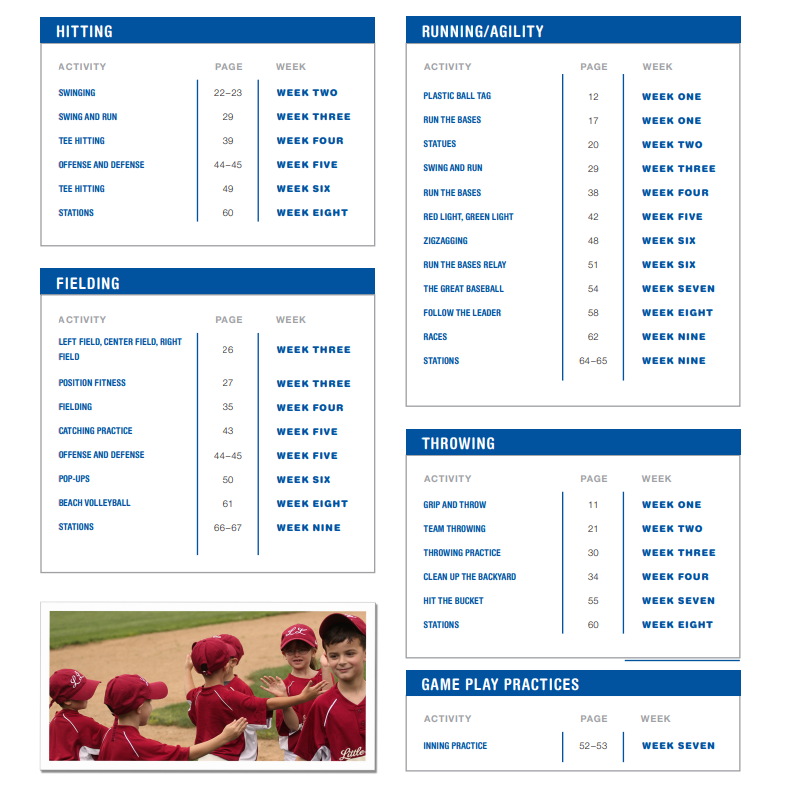 HITTING
ACTIVITY PAGE WEEK
SWINGING 22–23 WEEK TWO
SWING AND RUN 29 WEEK THREE
TEE HITTING 39 WEEK FOUR
OFFENSE AND DEFENSE 44–45 WEEK FIVE
TEE HITTING 49 WEEK SIX
STATIONS 60 WEEK EIGHT
FIELDING
ACTIVITY PAGE WEEK
LEFT FIELD, CENTER FIELD, RIGHT
FIELD 26 WEEK THREE
POSITION FITNESS 27 WEEK THREE
FIELDING 35 WEEK FOUR
CATCHING PRACTICE 43 WEEK FIVE
OFFENSE AND DEFENSE 44–45 WEEK FIVE
POP-UPS 50 WEEK SIX
BEACH VOLLEYBALL 61 WEEK EIGHT
STATIONS 66–67 WEEK NINE
LL
LL
Little
RUNNING/AGILITY
ACTIVITY PAGE WEEK
PLASTIC BALL TAG 12 WEEK ONE
RUN THE BASES 17 WEEK ONE
STATUES 20 WEEK TWO
SWING AND RUN 29 WEEK THREE
RUN THE BASES 38 WEEK FOUR
RED LIGHT, GREEN LIGHT 42 WEEK FIVE
ZIGZAGGING 48 WEEK SIX
RUN THE BASES RELAY 51 WEEK SIX
THE GREAT BASEBALL 54 WEEK SEVEN
FOLLOW THE LEADER 58 WEEK EIGHT
RACES 62 WEEK NINE
STATIONS 64–65 WEEK NINE
THROWING
ACTIVITY PAGE WEEK
GRIP AND THROW 11 WEEK ONE
TEAM THROWING 21 WEEK TWO
THROWING PRACTICE 30 WEEK THREE
CLEAN UP THE BACKYARD 34 WEEK FOUR
HIT THE BUCKET 55 WEEK SEVEN
STATIONS 60 WEEK EIGHT
GAME PLAY PRACTICES
ACTIVITY PAGE WEEK
INNING PRACTICE 52–53 WEEK SEVEN